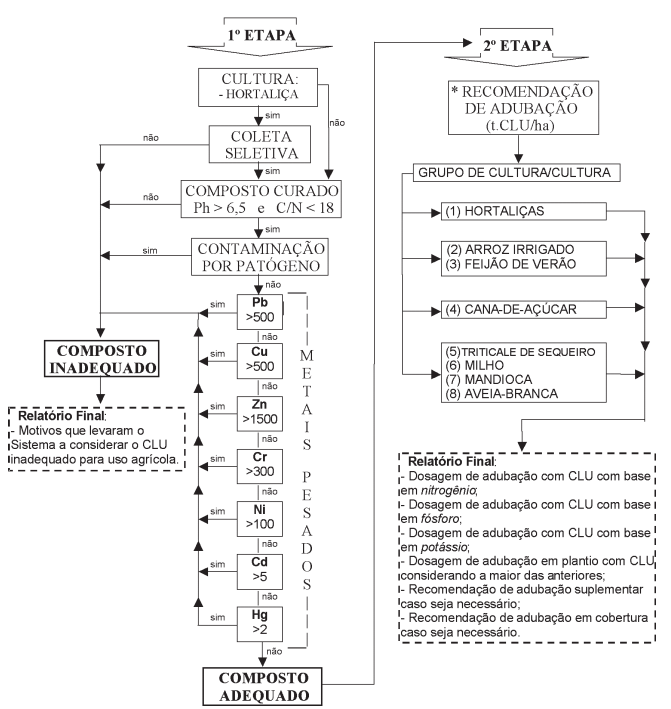 1º ETAPA
CULTURA:
- HORTALIÇA
sim
não
COLETA
SELETIVA
não
sim
COMPOSTO CURADO
Ph > 6,5 e C/N < 18
não
sim
CONTAMINAÇÃO
POR PATÓGENO
sim
não
Pb
>500
sim
não
Cu
>500
sim
não
Zn
>1500
sim
não
Cr
>300
sim
não
Ni
>100
sim
não
Cd
>5
sim
não
Hg
>2
sim
não
METAIS PESADOS
COMPOSTO
ADEQUADO
COMPOSTO
INADEQUADO
Relatório Final:
- Motivos que levaram o
Sistema a considerar o CLU
inadequado para uso agrícola.
2º ETAPA
* RECOMENDAÇÃO
DE ADUBAÇÃO
(t.CLU/ha)
GRUPO DE CULTURA/CULTURA
(1) HORTALIÇAS
(2) ARROZ IRRIGADO
(3) FEIJÃO DE VERÃO
(4) CANA-DE-AÇÚCAR
(5)TRITICALE DE SEQUEIRO
(6) MILHO
(7) MANDIOCA
(8) AVEIA-BRANCA
Relatório Final:
- Dosagem de adubação com CLU com base
em nitrogênio;
- Dosagem de adubação com CLU com base
em fósforo;
- Dosagem de adubação com CLU com base
em potássio;
- Dosagem de adubação em plantio com CLU
considerando a maior das anteriores;
- Recomendação de adubação suplementar
caso seja necessário;
- Recomendação de adubação em cobertura
caso seja necessário.